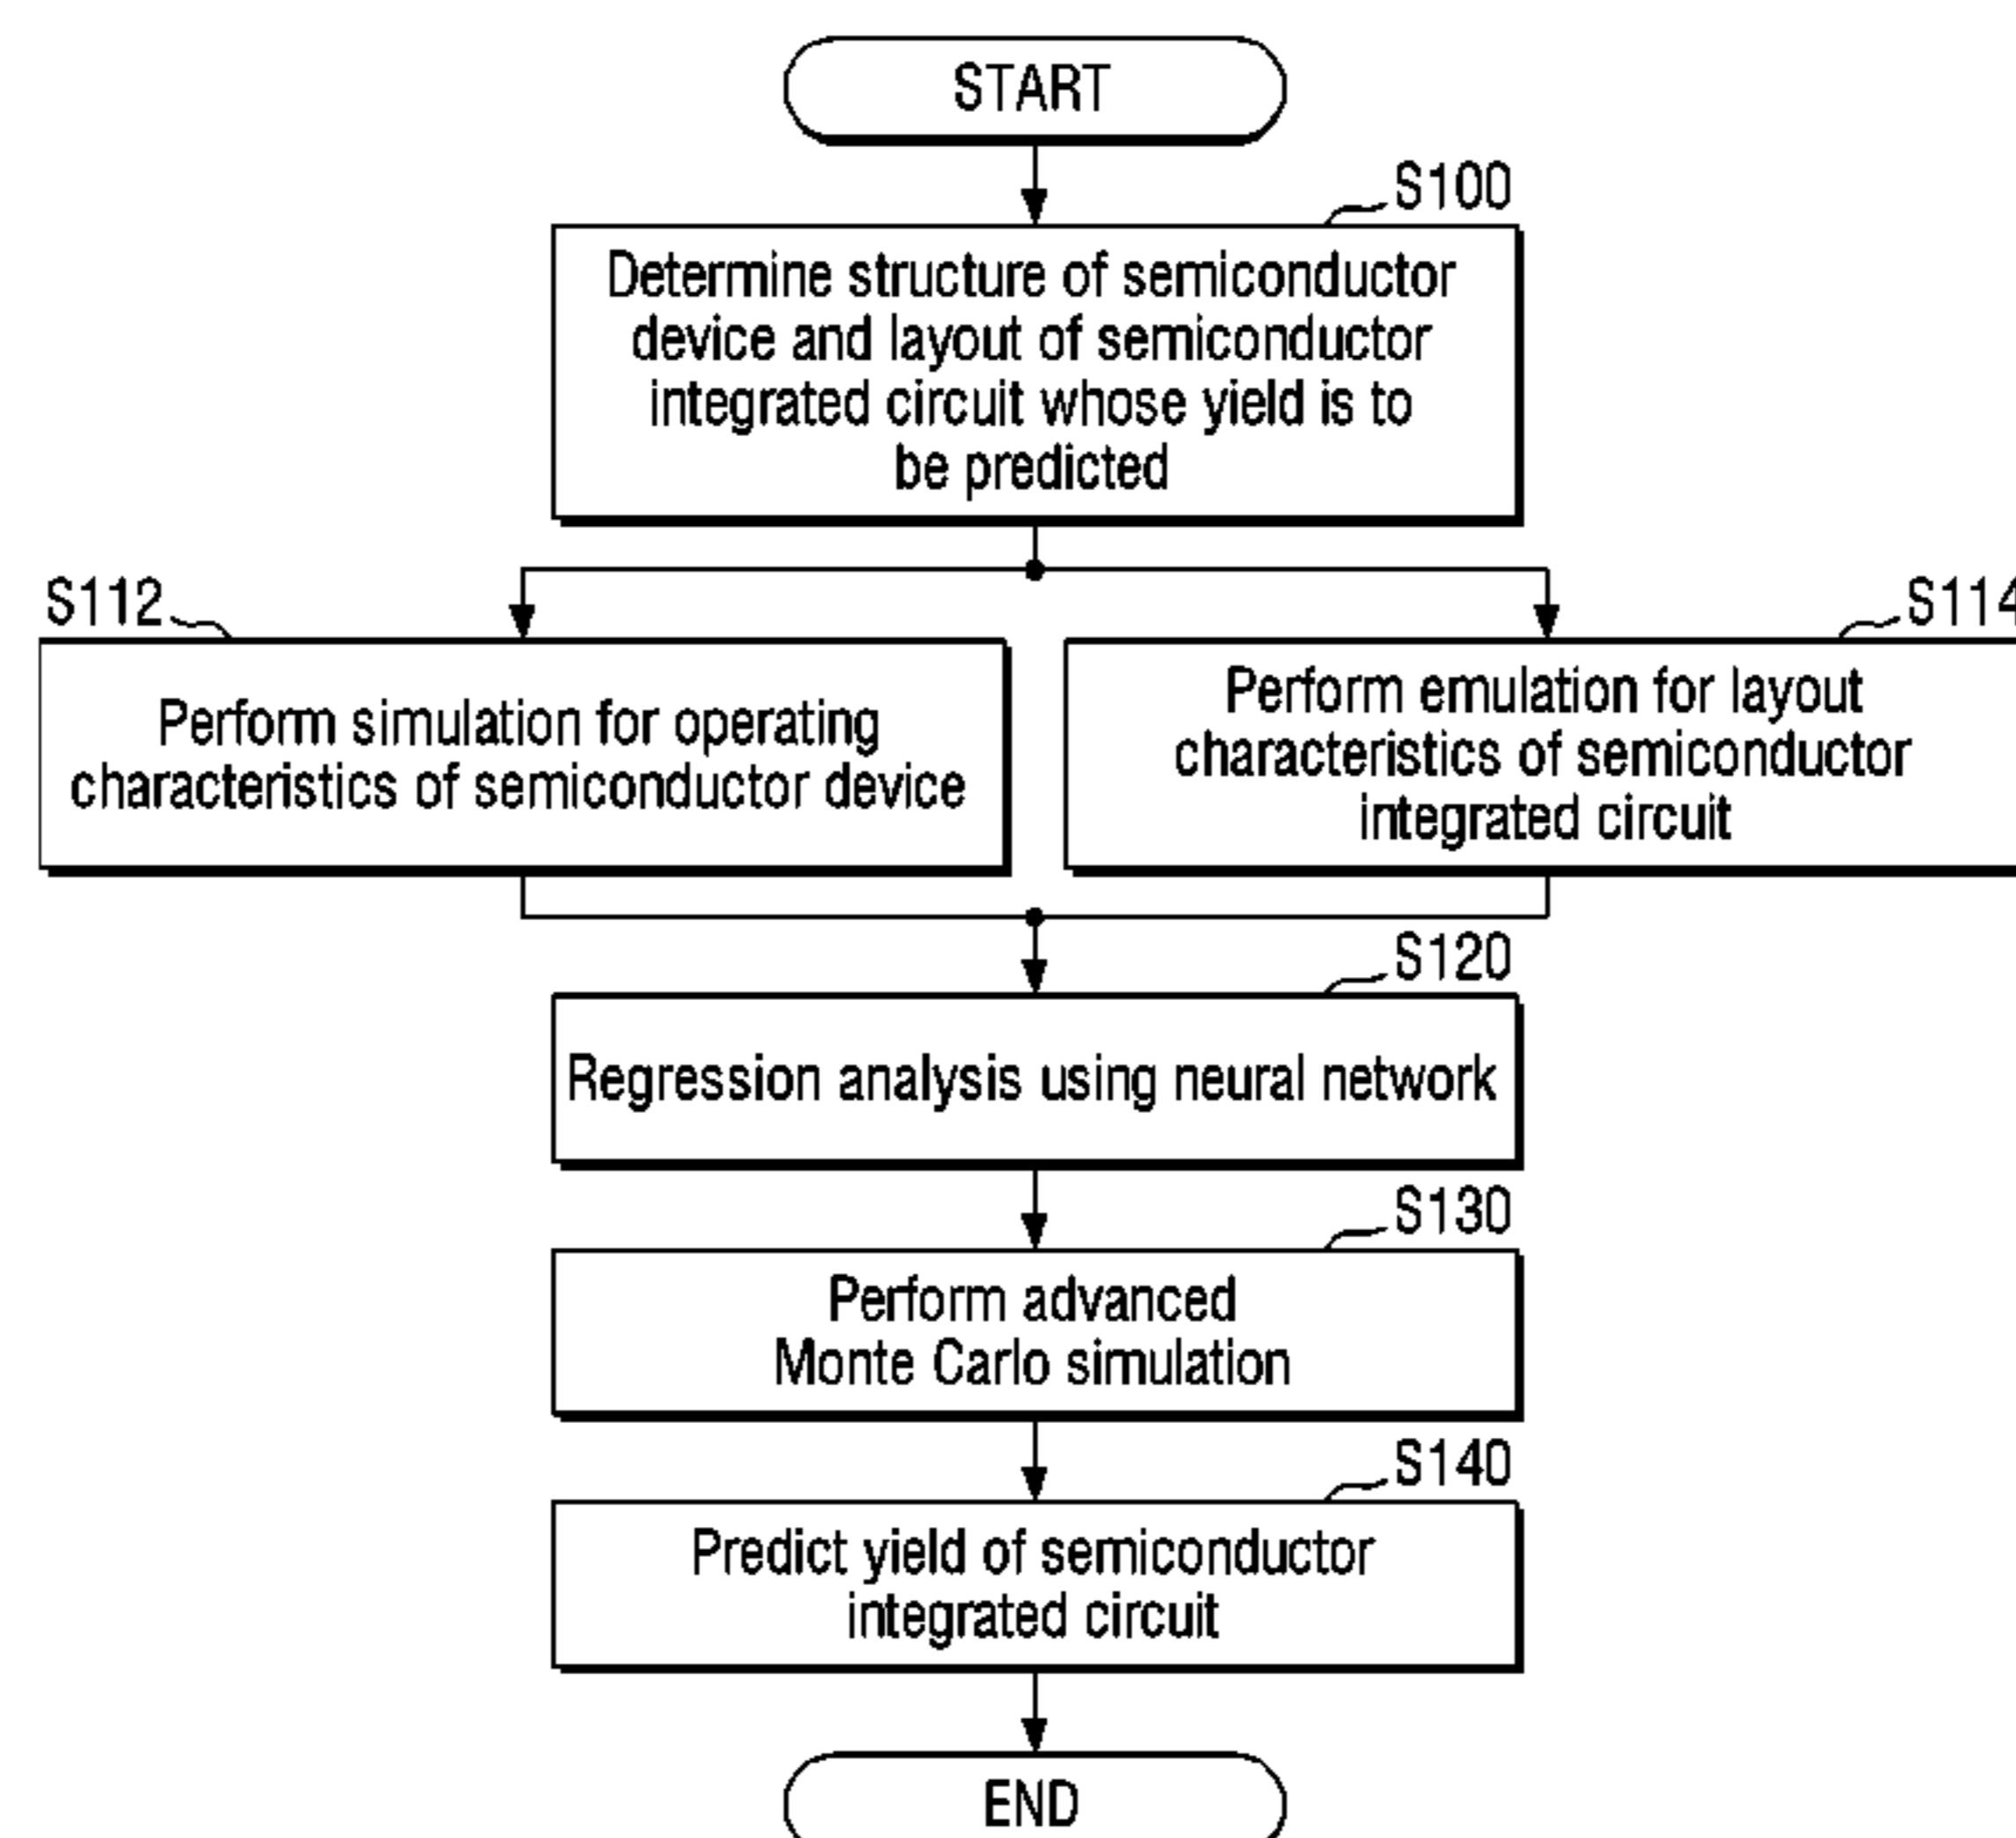 START
S100
Determine structure of semiconductor
device and layout of semiconductor
integrated circuit whose yield is to
be predicted
S112
Perform simulation for operating
characteristics of semiconductor device
S114
Perform emulation for layout
characteristics of semiconductor
integrated circuit
S120
Regression analysis using neural network
S130
Perform advanced
Monte Carlo simulation
S140
Predict yield of semiconductor
integrated circuit
END